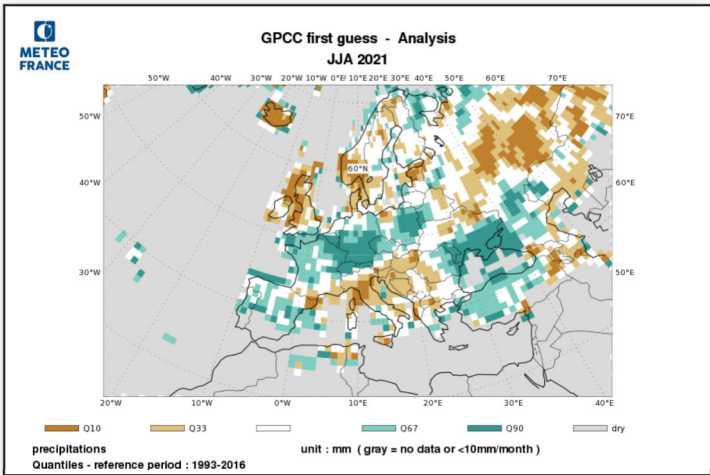 GPCC first guess - Analysis
JJA 2021
METEO
FRANCE
50°W 40°W 30°W 20°W 10°W 0°E 10°E 20°E 30°E 40°E 50°E 60°E 70°E
50°W 70°E
60°N
40°W 60°E
30°W 50°E
20°W 10°W 0°W 10°E 20°E 30°E 40°E
Q10 Q33 Q67 Q90 dry
precipitations unit : mm ( gray = no data or <10mm/month )
Quantiles - reference period : 1993-2016